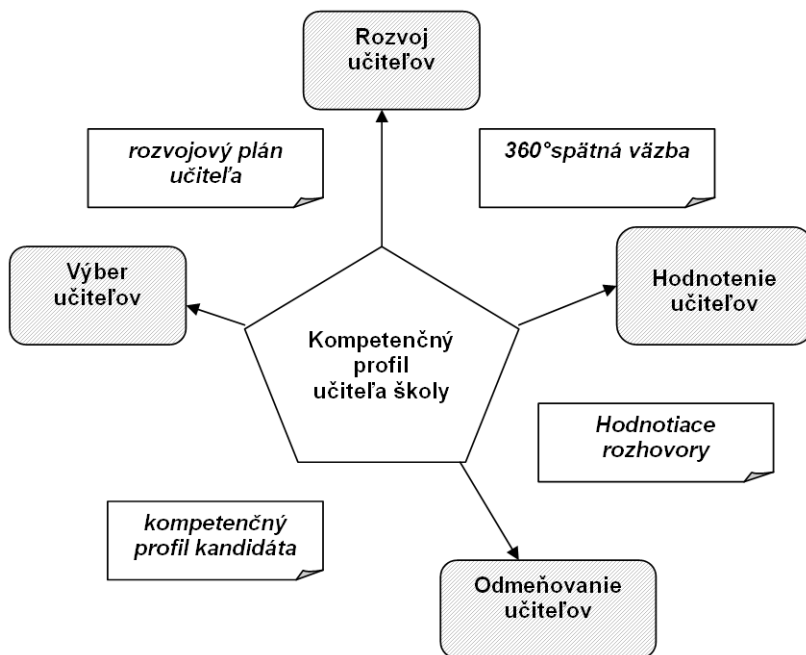 Rozvoj
učiteľov
rozvojový plán
učiteľa
360°spätná väzba
Výber
učiteľov
Hodnotenie
učiteľov
Kompetenčný
profil
učiteľa školy
Hodnotiace
rozhovory
kompetenčný
profil kandidáta
Odmeňovanie
učiteľov